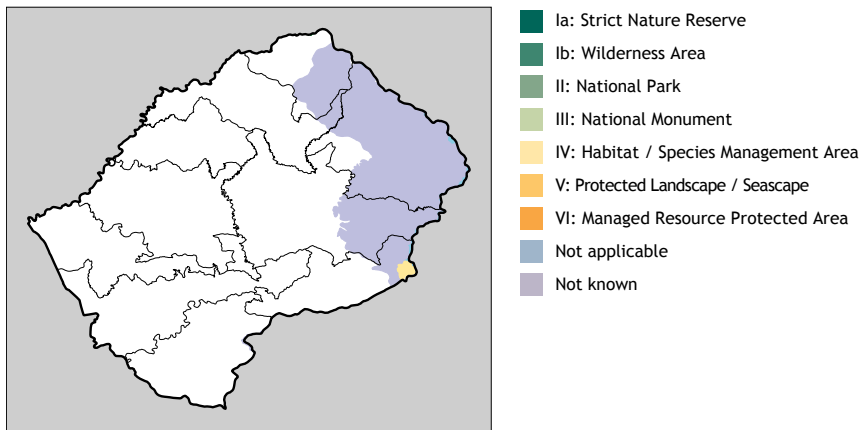 Ia: Strict Nature Reserve
Ib: Wilderness Area
II: National Park
III: National Monument
IV: Habitat / Species Management Area
V: Protected Landscape / Seascape
VI: Managed Resource Protected Area
Not applicable
Not known